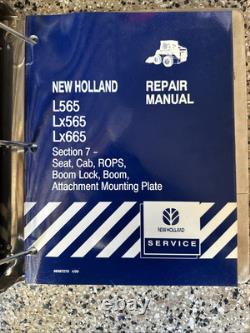 NEW HOLLAND
L565
Lx565
Lx665
Section 7 -
Seat, Cab, ROPS,
Boom Lock, Boom,
Attachment Mounting Plate
REPAIR
MANUAL
NEW HOLLAND
SERVICE